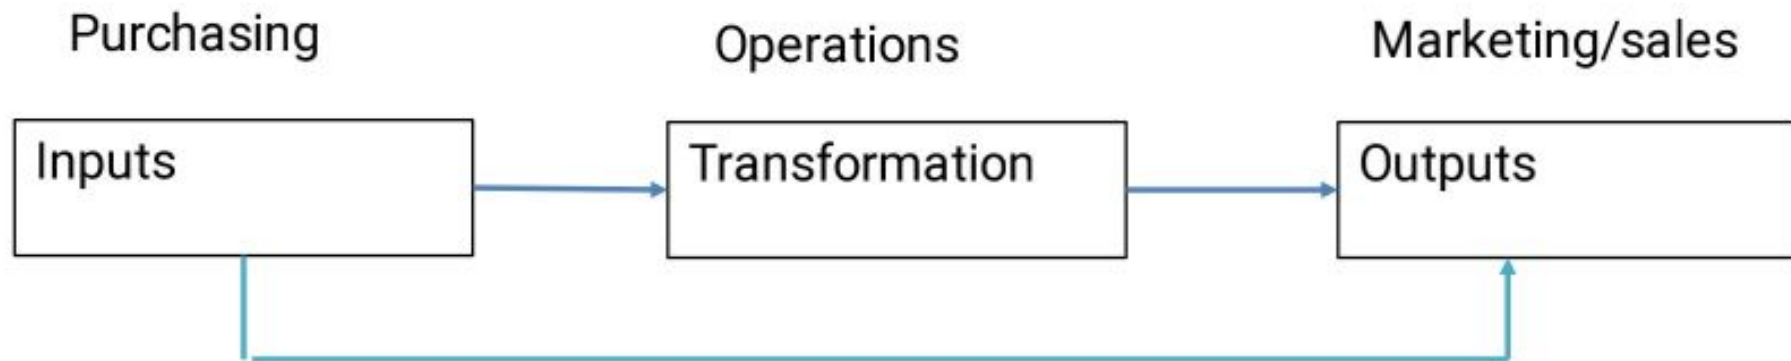 Purchasing
Operations
Marketing/sales
Inputs
Transformation
Outputs